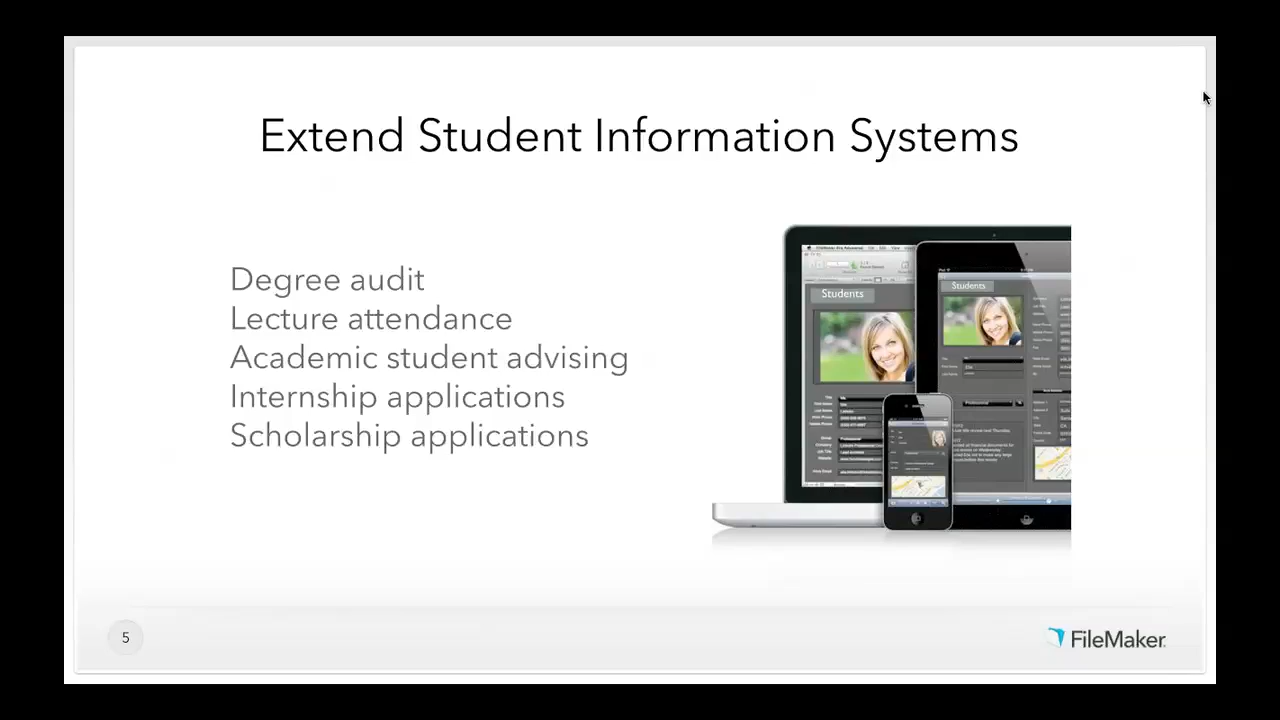 Extend Student Information Systems
Degree audit
Lecture attendance
Academic student advising
Internship applications
Scholarship applications
Students
Students
5
FileMaker